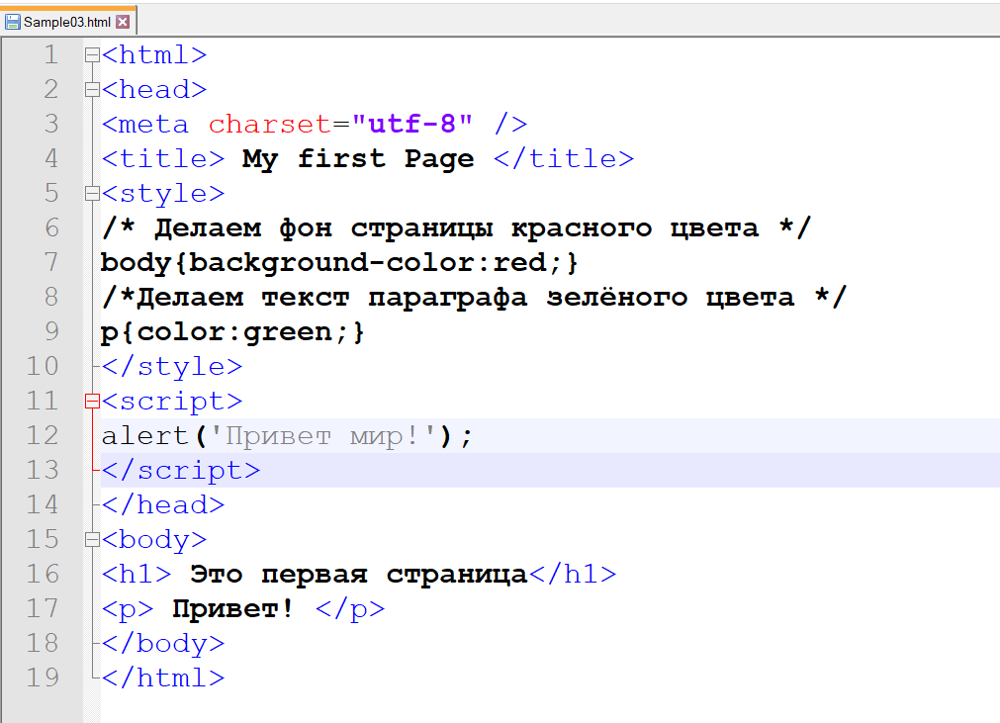 Sample03.html
1 <html>
2 <head>
3 <meta charset="utf-8" />
4 <title> My first Page </title>
5 <style>
6 /* Делаем фон страницы красного цвета */
7 body{background-color:red;}
8 /*Делаем текст параграфа зелёного цвета */
9 p{color:green;}
10 </style>
11 <script>
12 alert('Привет мир!');
13 </script>
14 </head>
15 <body>
16 <h1> Это первая страница</h1>
17 <p> Привет! </p>
18 </body>
19 </html>